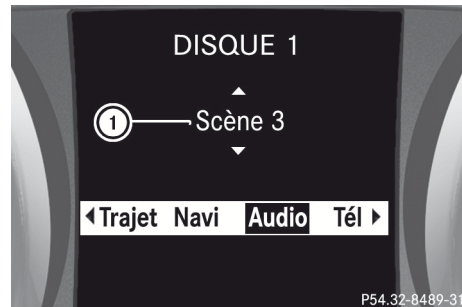 DISQUE 1
1 Scène 3
Trajet Navi Audio Tél
P54.32-8489-31